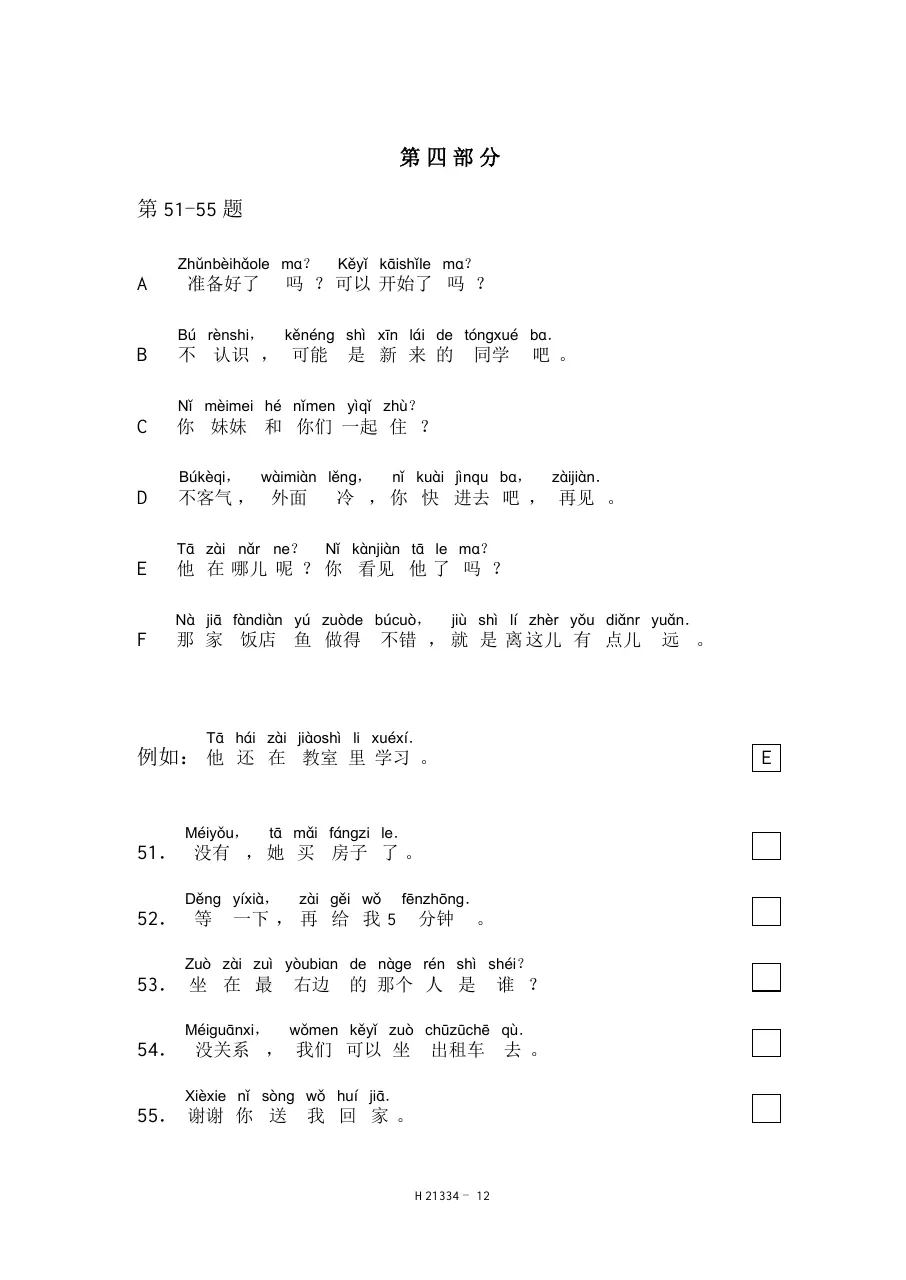 第四部分
第 51-55 题
Zhǔnbèihǎole ma? Kěyǐ kāishǐle ma?
A 准备好了 吗 ？可以 开始了 吗 ？
Bú rènshi， kěnéng shì xīn lái de tóngxué ba.
B 不 认识 ， 可能 是 新 来 的 同学 吧 。
Nǐ mèimei hé nǐmen yìqǐ zhù?
C 你 妹妹 和 你们 一起 住 ？
Búkèqi， wàimiàn lěng， nǐ kuài jìnqu ba， zàijiàn.
D 不客气， 外面 冷 ，你 快 进去 吧 ， 再见 。
Tā zài nǎr ne? Nǐ kànjiàn tā le ma?
E 他 在 哪儿 呢 ？你 看见 他 了 吗 ？
Nà jiā fàndiàn yú zuòde búcuò， jiù shì lí zhèr yǒu diǎnr yuǎn.
F 那 家 饭店 鱼 做得 不错 ，就 是 离 这儿 有 点儿 远 。
Tā hái zài jiàoshì li xuéxí.
例如： 他 还 在 教室 里 学习 。 E
Méiyǒu， tā mǎi fángzi le.
51． 没有 ，她 买 房子 了 。
Děng yíxià， zài gěi wǒ fēnzhōng.
52． 等 一下 ，再 给 我 5 分钟 。
Zuò zài zuì yòubian de nàge rén shì shéi?
53． 坐 在 最 右边 的 那个 人 是 谁 ？
Méiguānxi， wǒmen kěyǐ zuò chūzūchē qù.
54． 没关系 ， 我们 可以 坐 出租车 去 。
Xièxie nǐ sòng wǒ huí jiā.
55． 谢谢 你 送 我 回 家 。
H 21334 - 12